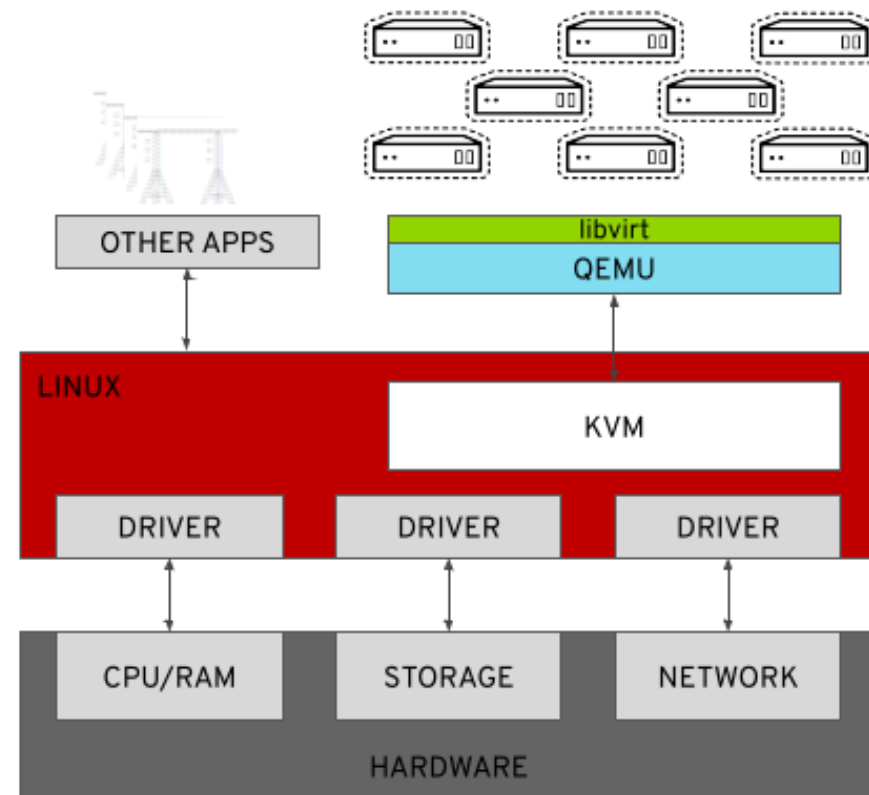 libvirt
OTHER APPS
QEMU
LINUX
KVM
DRIVER DRIVER DRIVER
CPU/RAM STORAGE NETWORK
HARDWARE